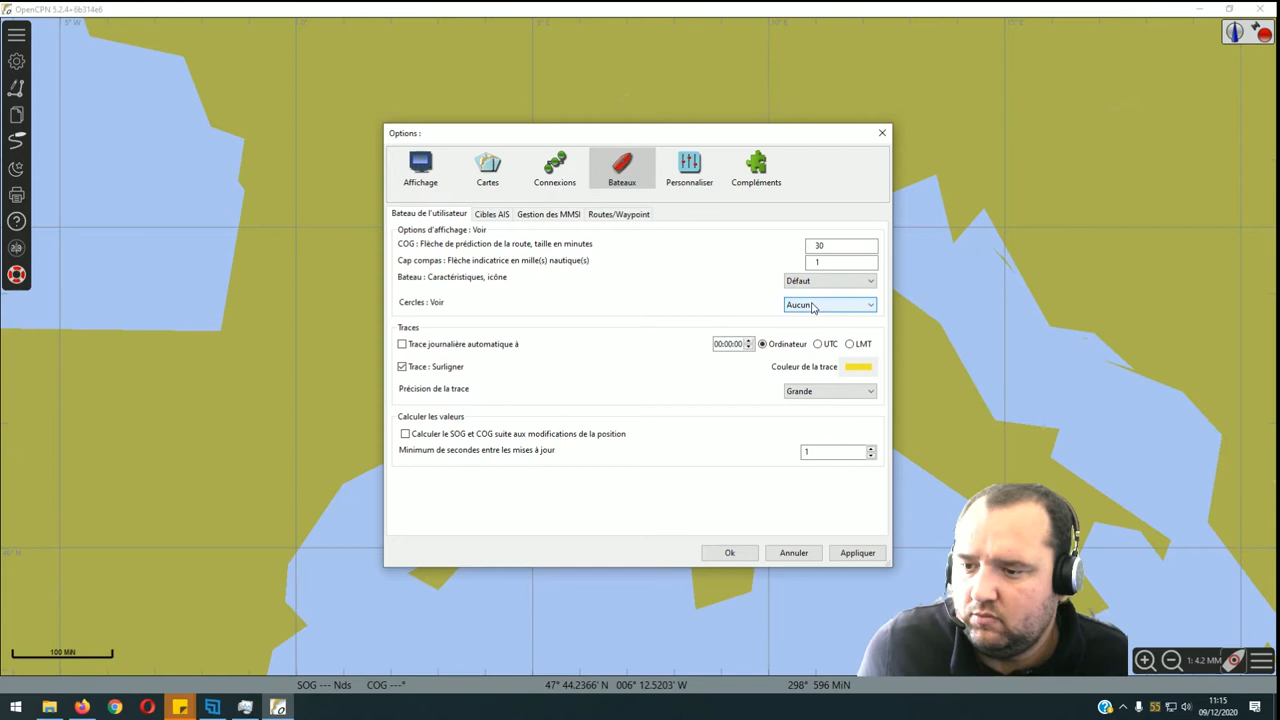 OpenCPN 5.2.4+6b314e6
5° W
0°
5° E
Options :
Affichage
Cartes
Connexions
Bateaux
Personnaliser
Compléments
Bateau de l'utilisateur
Cibles AIS
Gestion des MMSI
Routes/Waypoint
Options d'affichage : Voir
COG : Flèche de prédiction de la route, taille en minutes
30
Cap compas : Flèche indicatrice en mille(s) nautique(s)
1
Bateau : Caractéristiques, icône
Défaut
Cercles : Voir
Aucun
Traces
Trace journalière automatique à
00:00:00
Ordinateur
UTC
LMT
Trace : Surligner
Couleur de la trace
Précision de la trace
Grande
Calculer les valeurs
Calculer le SOG et COG suite aux modifications de la position
Minimum de secondes entre les mises à jour
1
Ok
Annuler
Appliquer
100 MiN
1: 4.2 MM
SOG --- Nds
COG ---°
47° 44.2366' N
006° 12.5203' W
298° 596 MiN
55
11:15
09/12/2020